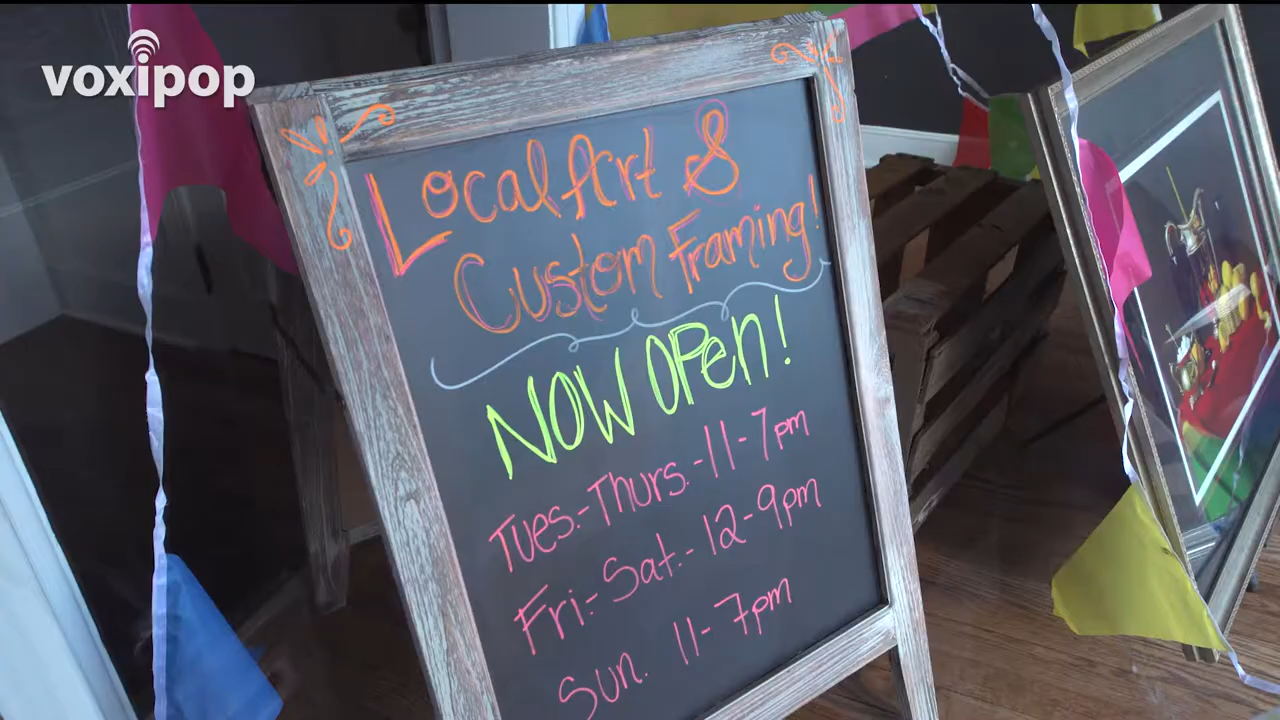 voxipop
Local Art &
Custom Framing!
NOW OPen!
Tues.-Thurs.-11-7pm
Fri.-Sat.-12-9pm
Sun. 11-7pm